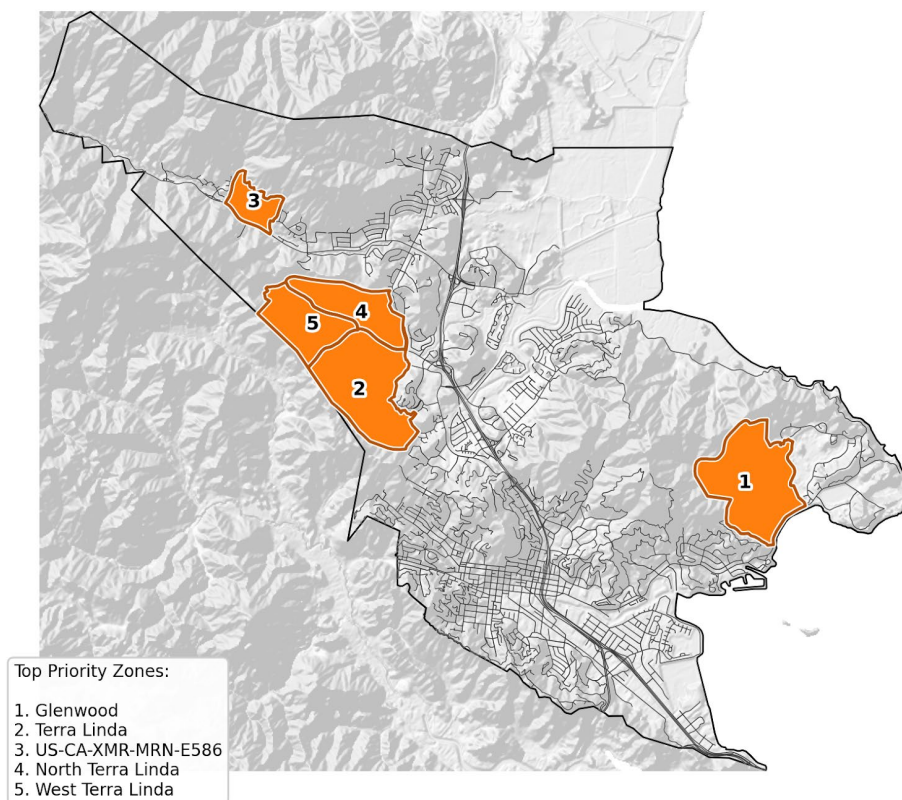 3
4
5
2
1
Top Priority Zones:
1. Glenwood
2. Terra Linda
3. US-CA-XMR-MRN-E586
4. North Terra Linda
5. West Terra Linda